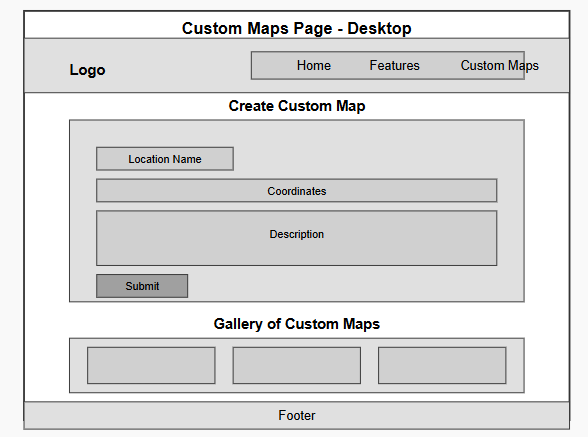 Custom Maps Page - Desktop
Logo
Home Features Custom Maps
Create Custom Map
Location Name
Coordinates
Description
Submit
Gallery of Custom Maps
Footer